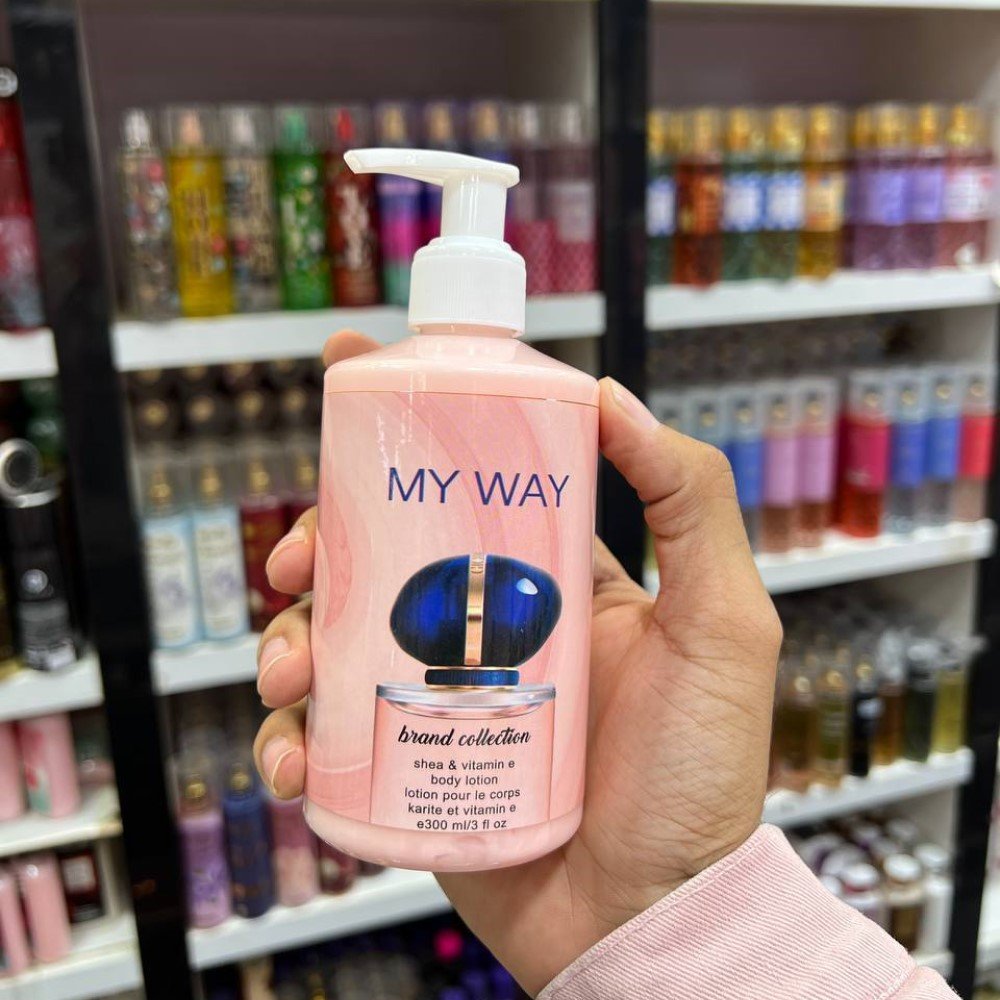 MY WAY
brand collection
shea & vitamin e
body lotion
lotion pour le corps
karite et vitamin e
e300 ml/3 fl oz